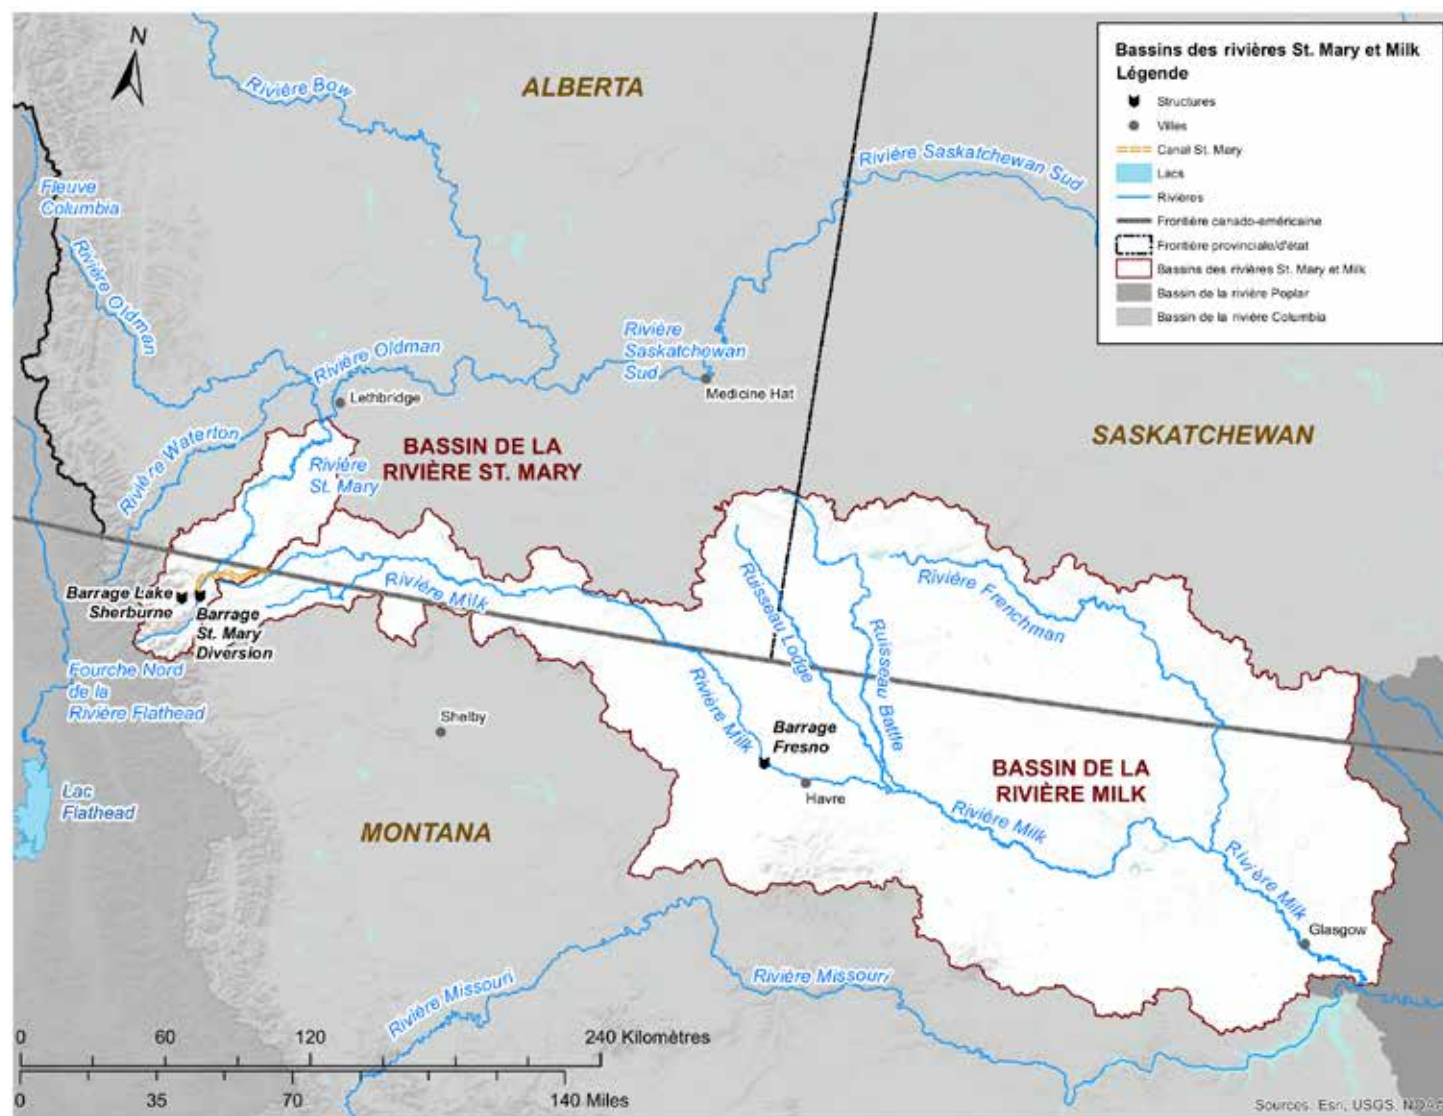 N
ALBERTA
Rivière Bow
Bassins des rivières St. Mary et Milk
Légende
Structures
Villes
Canal St. Mary
Lacs
Rivières
Frontière canado-américaine
Frontière provinciale/d'état
Bassins des rivières St. Mary et Milk
Bassin de la rivière Poplar
Bassin de la rivière Columbia
Rivière Saskatchewan Sud
Fleuve
Columbia
Rivière Oldman
Rivière Oldman
Rivière
Saskatchewan
Sud
Medicine Hat
Lethbridge
Rivière Waterton
BASSIN DE LA
RIVIÈRE ST. MARY
Rivière
St. Mary
SASKATCHEWAN
Barrage Lake
Sherburne
Barrage
St. Mary
Diversion
Rivière Milk
Ruisseau Lodge
Ruisseau Battle
Rivière Frenchman
Fourche Nord
de la
Rivière Flathead
Shelby
Rivière Milk
Barrage
Fresno
Havre
BASSIN DE LA
RIVIÈRE MILK
Lac
Flathead
MONTANA
Rivière Milk
Rivière Milk
Glasgow
Rivière Missouri
Rivière Missouri
0 60 120 240 Kilomètres
0 35 70 140 Miles
Sources. Esri, USGS, NOAA